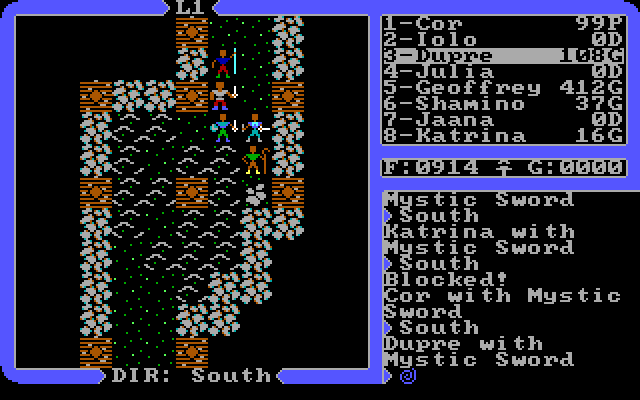 L1
1-Cor 99P
2-Iolo 0D
3-Dupre 108G
4-Julia 0D
5-Geoffrey 412G
6-Shamino 37G
7-Jaana 0D
8-Katrina 16G
F:0914 G:0000
Mystic Sword
South
Katrina with
Mystic Sword
South
Blocked!
Cor with Mystic
Sword
South
Dupre with
Mystic Sword
DIR: South